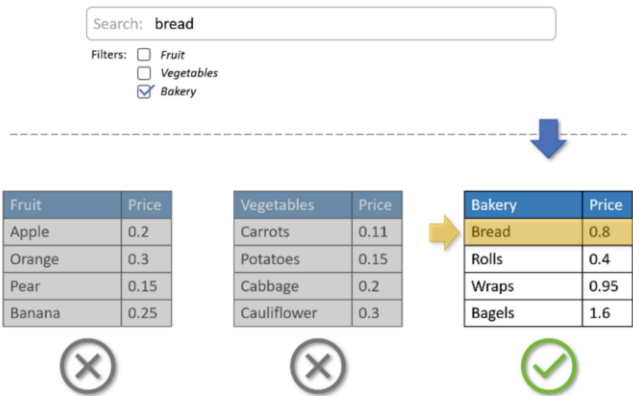 Search: bread
Filters: Fruit
Vegetables
Bakery
Fruit Price
Apple 0.2
Orange 0.3
Pear 0.15
Banana 0.25
Vegetables Price
Carrots 0.11
Potatoes 0.15
Cabbage 0.2
Cauliflower 0.3
Bakery Price
Bread 0.8
Rolls 0.4
Wraps 0.95
Bagels 1.6